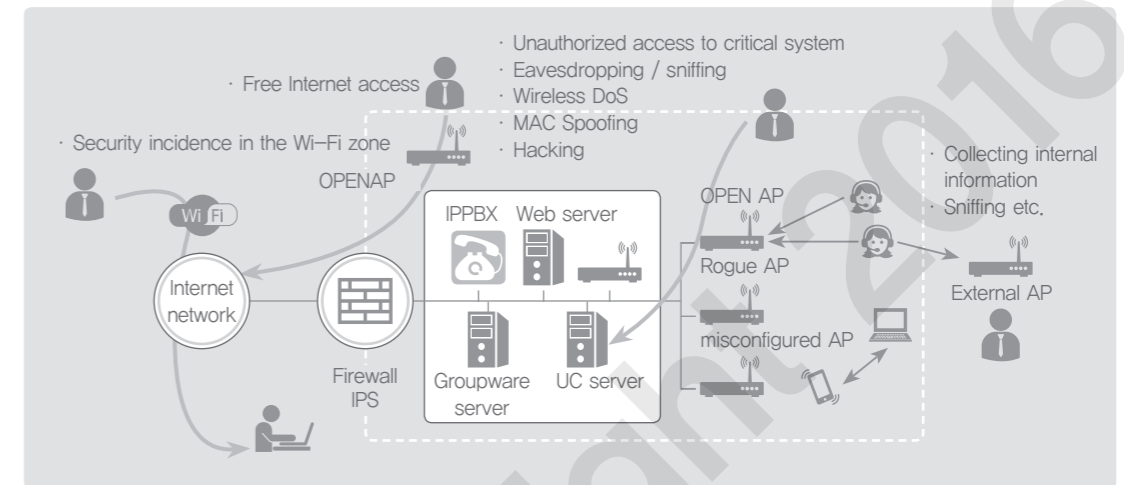 · Unauthorized access to critical system
· Eavesdropping / sniffing
· Free Internet access
· Wireless DoS
· MAC Spoofing
· Security incidence in the Wi-Fi zone
· Hacking
· Collecting internal
information
· Sniffing etc.
OPENAP
Wi Fi
IPPBX
Web server
OPEN AP
Rogue AP
External AP
Internet
network
misconfigured AP
Firewall
IPS
Groupware
server
UC server
ght 2016